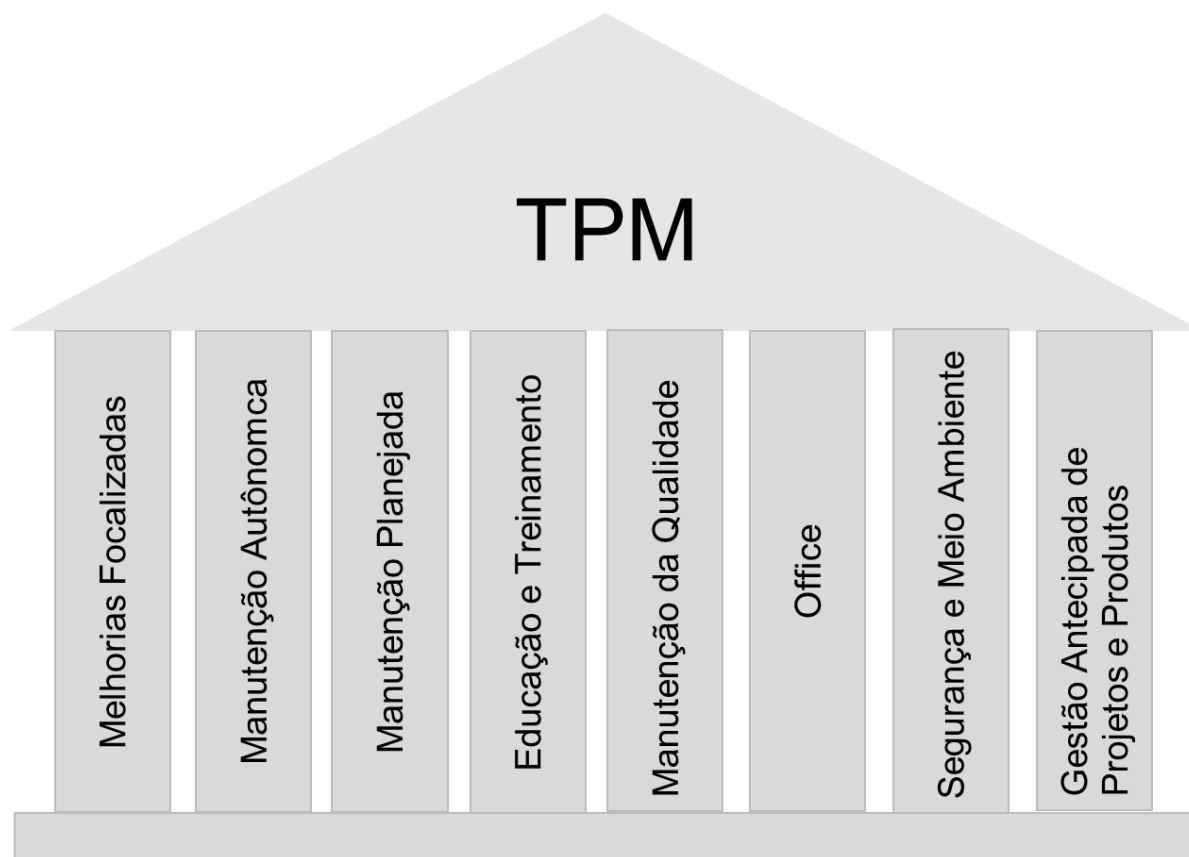 TPM
Melhorias Focalizadas
Manutenção Autônomca
Manutenção Planejada
Educação e Treinamento
Manutenção da Qualidade
Office
Segurança e Meio Ambiente
Gestão Antecipada de
Projetos e Produtos